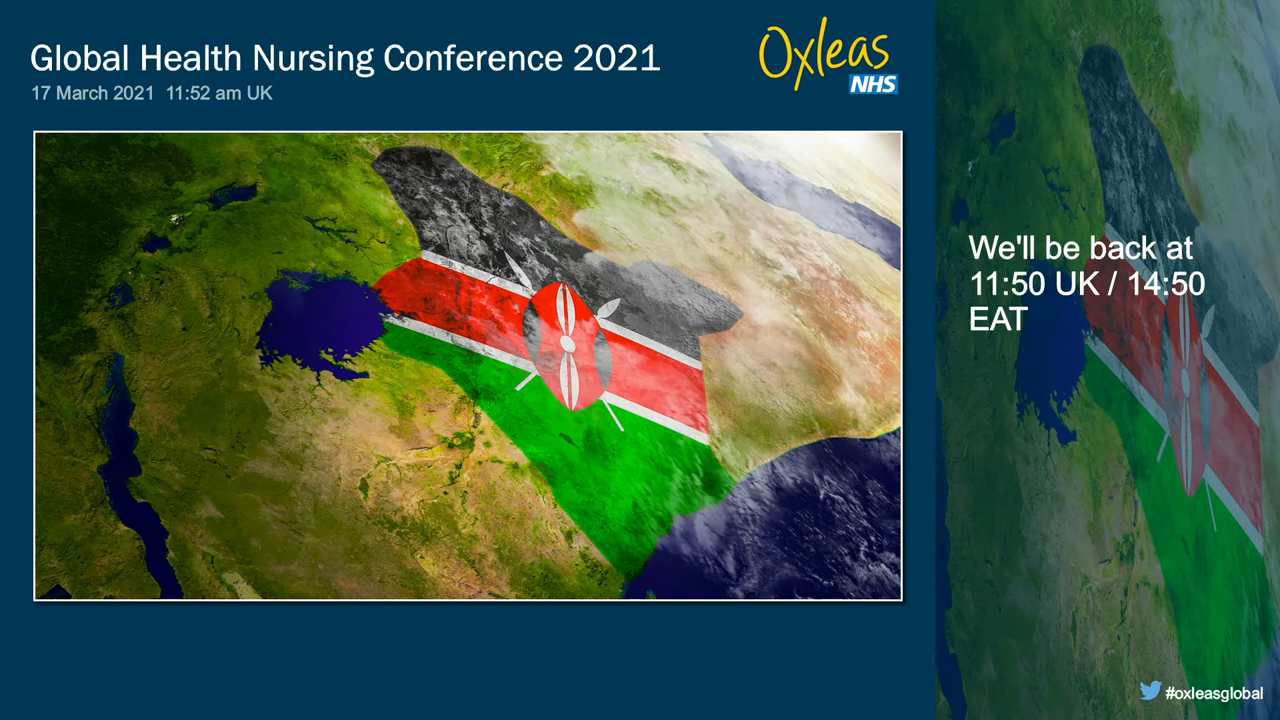 Global Health Nursing Conference 2021
17 March 2021 11:52 am UK
Oxleas
NHS
We'll be back at
11:50 UK / 14:50
EAT
#oxleasglobal